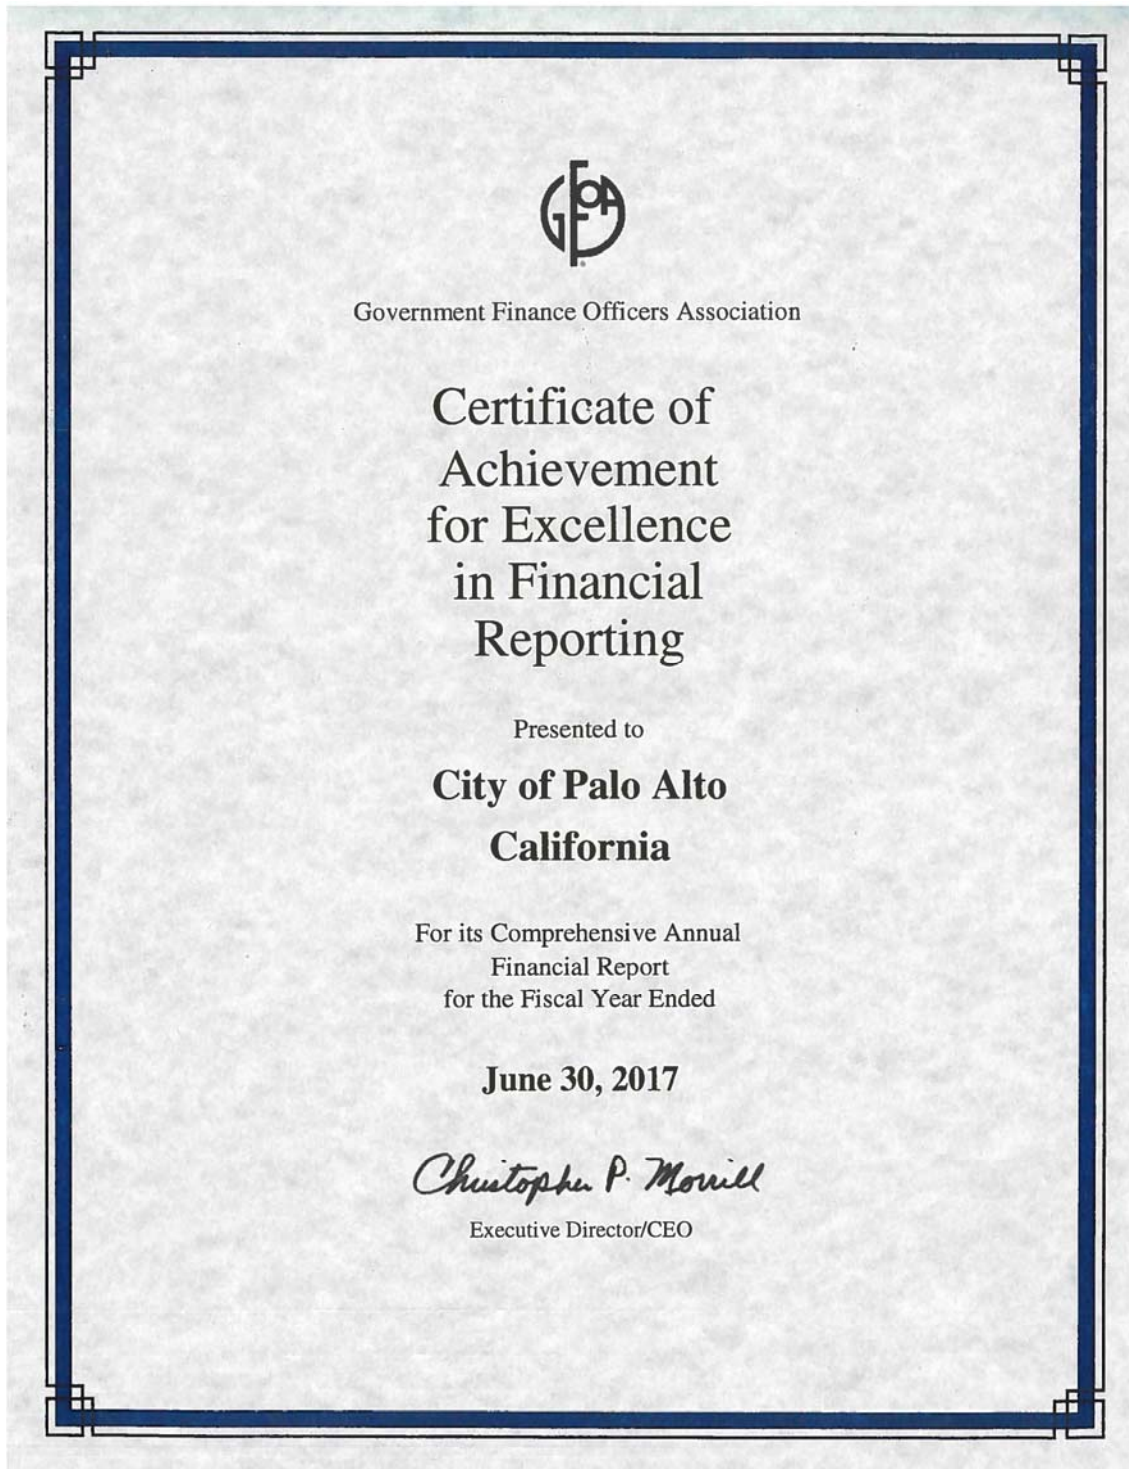 GFOA
Government Finance Officers Association
Certificate of
Achievement
for Excellence
in Financial
Reporting
Presented to
City of Palo Alto
California
For its Comprehensive Annual
Financial Report
for the Fiscal Year Ended
June 30, 2017
Christopher P. Morrill
Executive Director/CEO